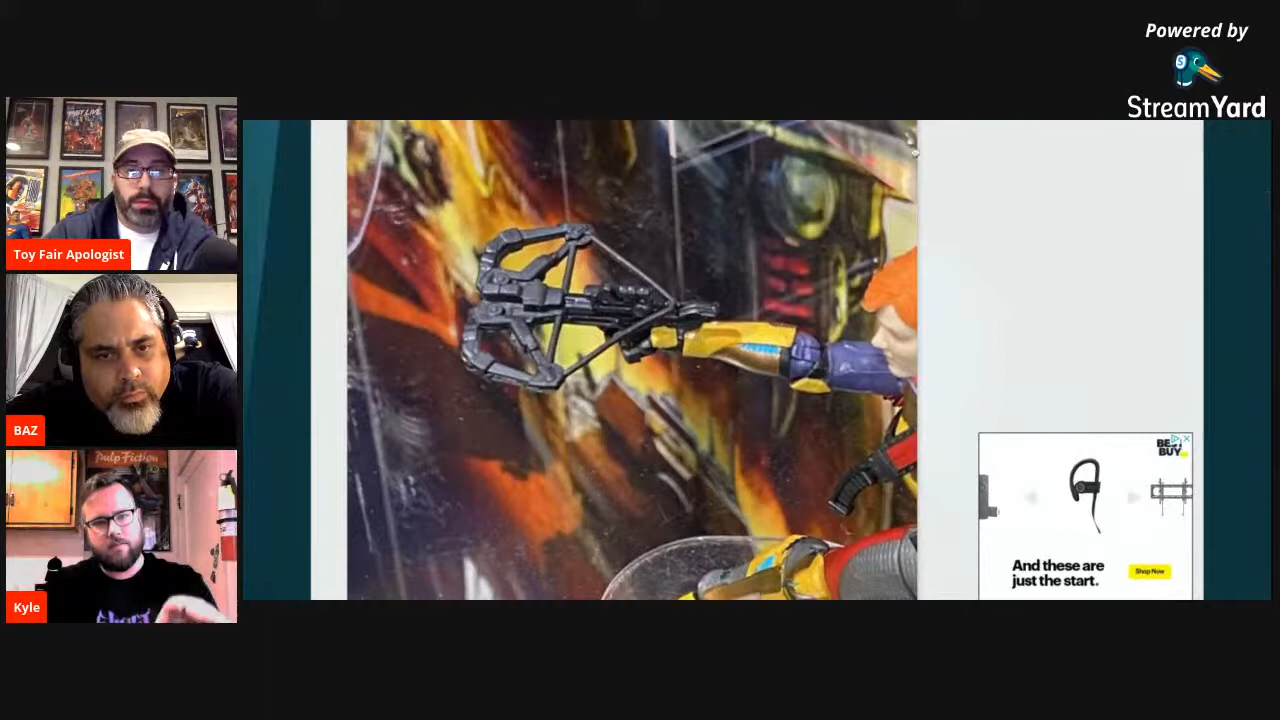 Powered by
StreamYard
Toy Fair Apologist
BAZ
Pulp Fiction
Kyle
Ghost
BEST
BUY
And these are
just the start.
Shop Now